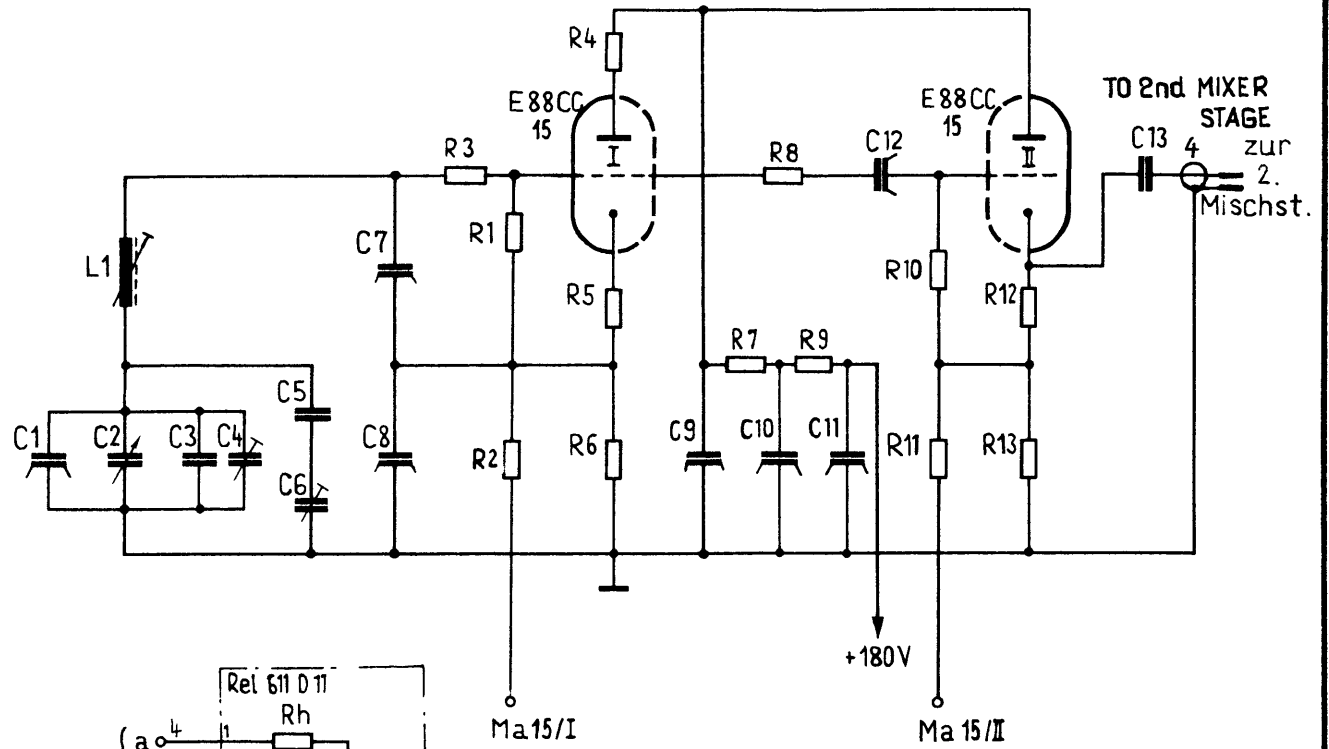 R4
E88CC
15
I
R3
R1
C7
L1
R5
R8
C12
E88CC
15
II
TO 2nd MIXER
STAGE
C13
4
zur
2.
Mischst.
R10
R12
R7
R9
C5
C1
C2
C3
C4
C6
C8
R2
R6
C9
C10
C11
R11
R13
+180V
Rel 611 D 11
Rh
(a
4
1
Ma15/I
Ma 15/II